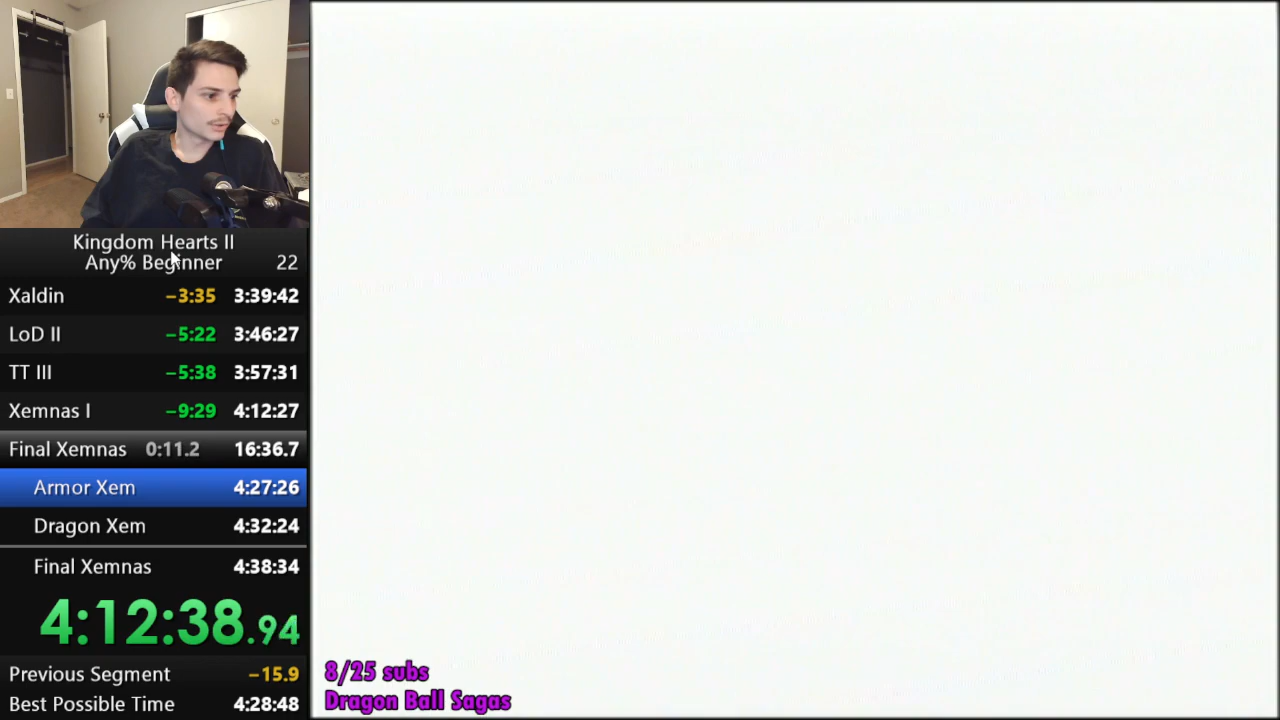 Kingdom Hearts II
Any% Beginner 22
Xaldin -3:35 3:39:42
LoD II -5:22 3:46:27
TT III -5:38 3:57:31
Xemnas I -9:29 4:12:27
Final Xemnas 0:11.2 16:36.7
Armor Xem 4:27:26
Dragon Xem 4:32:24
Final Xemnas 4:38:34
4:12:38.94
Previous Segment -15.9
Best Possible Time 4:28:48
8/25 subs
Dragon Ball Sagas